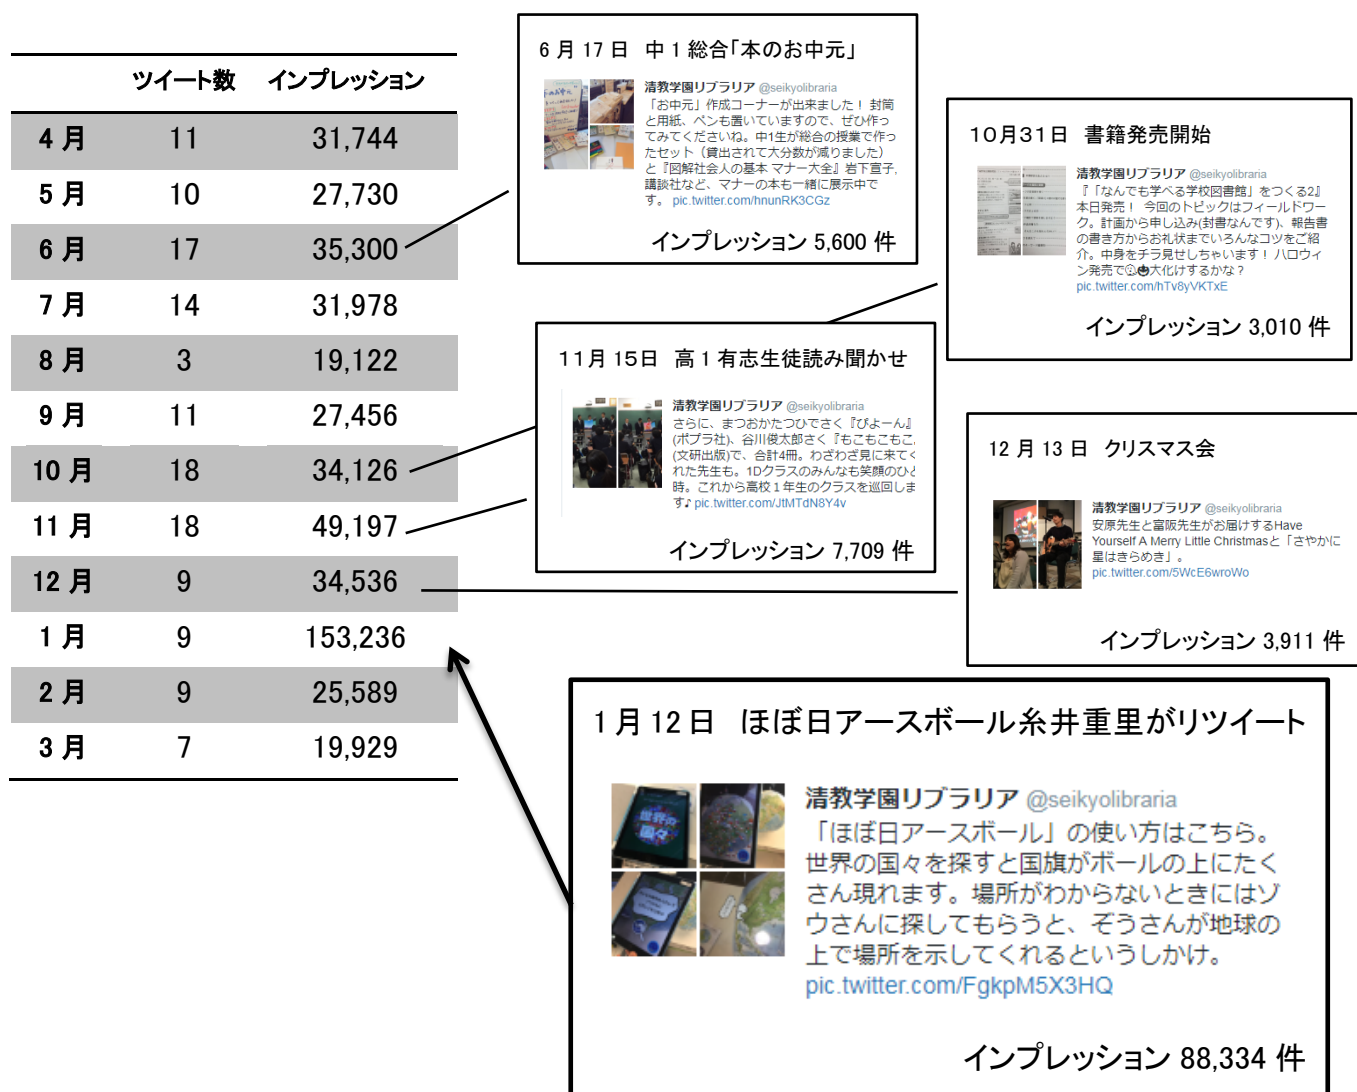 ツイート数 インプレッション
4月 11 31,744
5月 10 27,730
6月 17 35,300
7月 14 31,978
8月 3 19,122
9月 11 27,456
10月 18 34,126
11月 18 49,197
12月 9 34,536
1月 9 153,236
2月 9 25,589
3月 7 19,929
6月17日 中1総合「本のお中元」
清教学園リブラリア @seikyolibraria
「お中元」作成コーナーが出来ました！ 封筒
と用紙、ペンも置いていますので、ぜひ作っ
てみてくださいね。中1生が総合の授業で作っ
たセット（貸出されて大分数が減りました）
と『図解社会人の基本 マナー大全』岩下宣子,
講談社など、マナーの本も一緒に展示中で
す。 pic.twitter.com/hnunRK3CGz
インプレッション 5,600 件
10月31日 書籍発売開始
清教学園リブラリア @seikyolibraria
『「なんでも学べる学校図書館」をつくる2』
本日発売！ 今回のトピックはフィールドワー
ク。計画から申し込み(封書なんです)、報告書
の書き方からお礼状までいろんなコツをご紹
介。中身をチラ見せしちゃいます！ ハロウィ
ン発売で👻🎃大化けするかな？
pic.twitter.com/hTv8yVKTxE
インプレッション 3,010 件
11月15日 高1有志生徒読み聞かせ
清教学園リブラリア @seikyolibraria
さらに、まつおかたつひでさく『ぴょーん』
(ポプラ社)、谷川俊太郎さく『もこもこもこ
(文研出版)で、合計4冊。わざわざ見に来てく
れた先生も。1Dクラスのみんなも笑顔のひと
時。これから高校１年生のクラスを巡回しま
す♪ pic.twitter.com/JtMTdN8Y4v
インプレッション 7,709 件
12月13日 クリスマス会
清教学園リブラリア @seikyolibraria
安原先生と富阪先生がお届けするHave
Yourself A Merry Little Christmasと「さやかに
星はきらめき」。
pic.twitter.com/5WcE6wroWo
インプレッション 3,911 件
1月12日 ほぼ日アースボール糸井重里がリツイート
世界の
国々
清教学園リブラリア @seikyolibraria
「ほぼ日アースボール」の使い方はこちら。
世界の国々を探すと国旗がボールの上にたく
さん現れます。場所がわからないときにはゾ
ウさんに探してもらうと、ぞうさんが地球の
上で場所を示してくれるというしかけ。
pic.twitter.com/FgkpM5X3HQ
インプレッション 88,334 件